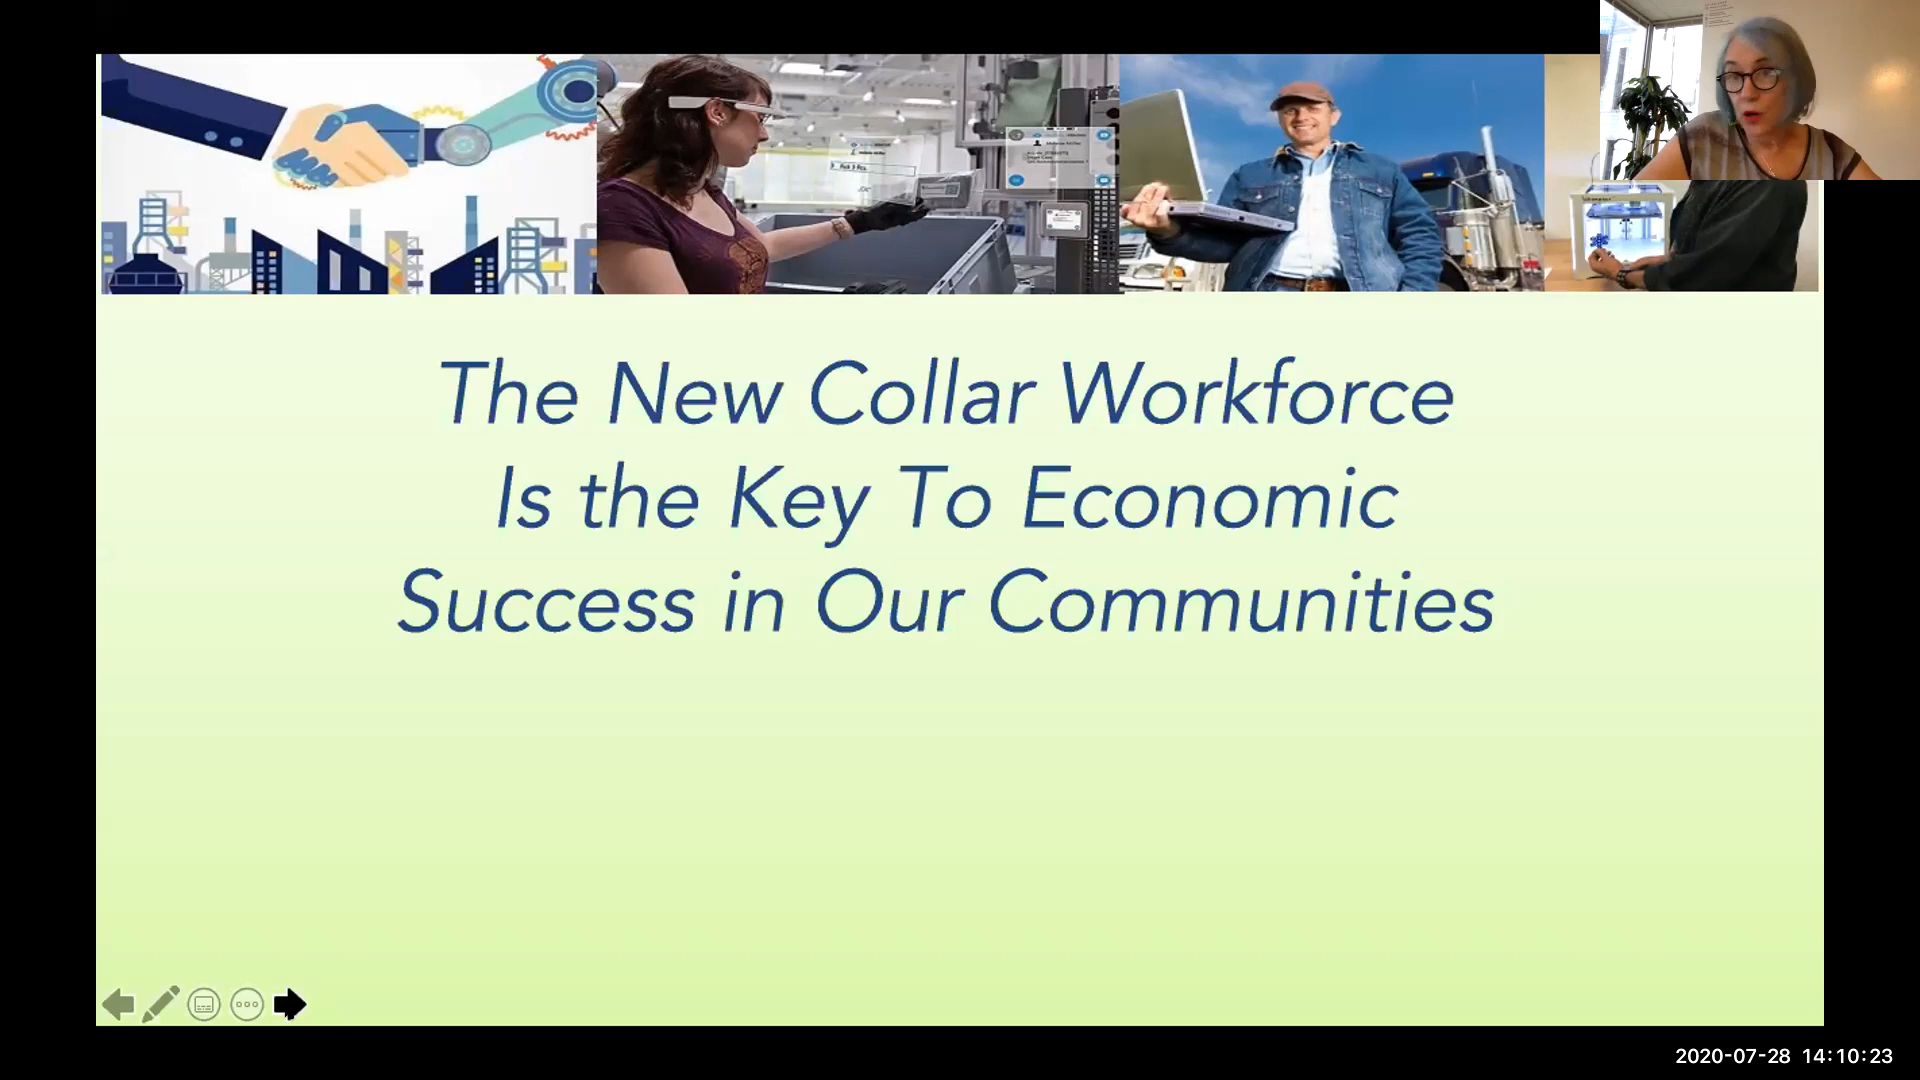 The New Collar Workforce
Is the Key To Economic
Success in Our Communities
2020-07-28 14:10:23